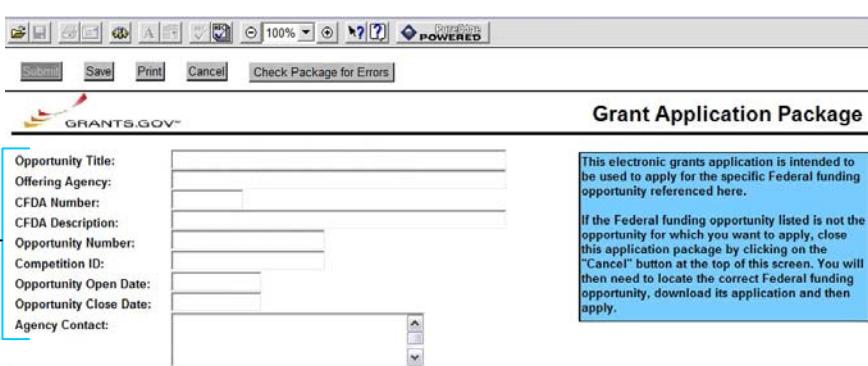 100%
PureEdge
POWERED
Submit Save Print Cancel Check Package for Errors
GRANTS.GOV℠
Grant Application Package
Opportunity Title:
Offering Agency:
CFDA Number:
CFDA Description:
Opportunity Number:
Competition ID:
Opportunity Open Date:
Opportunity Close Date:
Agency Contact:
This electronic grants application is intended to
be used to apply for the specific Federal funding
opportunity referenced here.
If the Federal funding opportunity listed is not the
opportunity for which you want to apply, close
this application package by clicking on the
"Cancel" button at the top of this screen. You will
then need to locate the correct Federal funding
opportunity, download its application and then
apply.